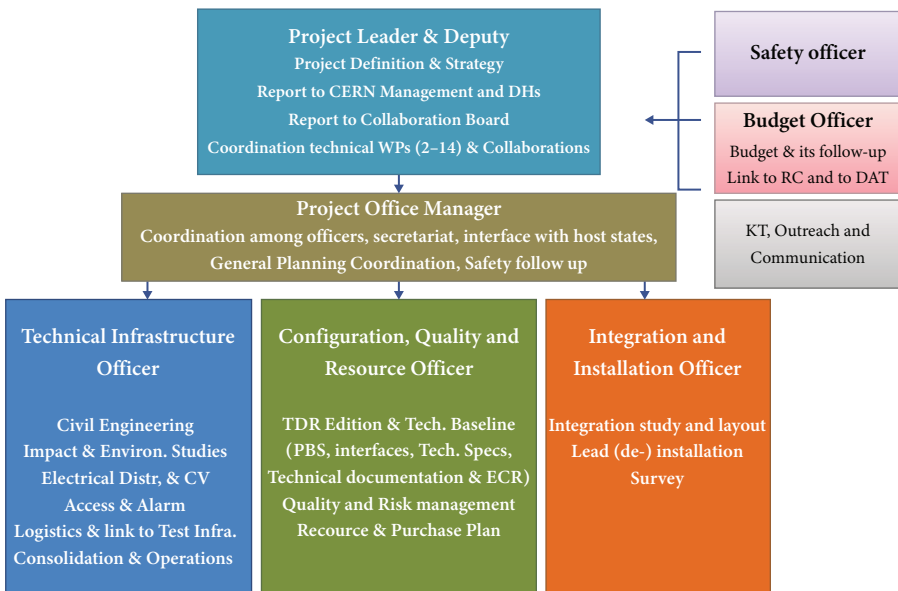 Project Leader & Deputy
Project Definition & Strategy
Report to CERN Management and DHs
Report to Collaboration Board
Coordination technical WPs (2–14) & Collaborations
Safety officer
Budget Officer
Budget & its follow-up
Link to RC and to DAT
KT, Outreach and
Communication
Project Office Manager
Coordination among officers, secretariat, interface with host states,
General Planning Coordination, Safety follow up
Technical Infrastructure
Officer
Civil Engineering
Impact & Environ. Studies
Electrical Distr, & CV
Access & Alarm
Logistics & link to Test Infra.
Consolidation & Operations
Configuration, Quality and
Resource Officer
TDR Edition & Tech. Baseline
(PBS, interfaces, Tech. Specs,
Technical documentation & ECR)
Quality and Risk management
Recource & Purchase Plan
Integration and
Installation Officer
Integration study and layout
Lead (de-) installation
Survey